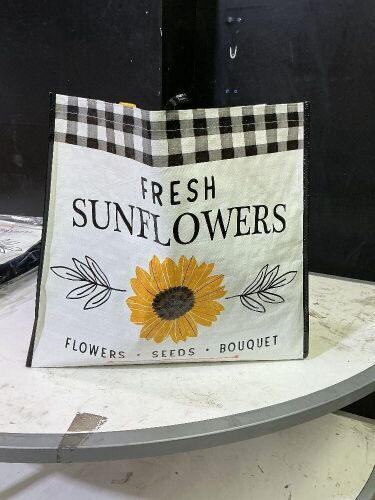 FRESH
SUNFLOWERS
FLOWERS · SEEDS · BOUQUET